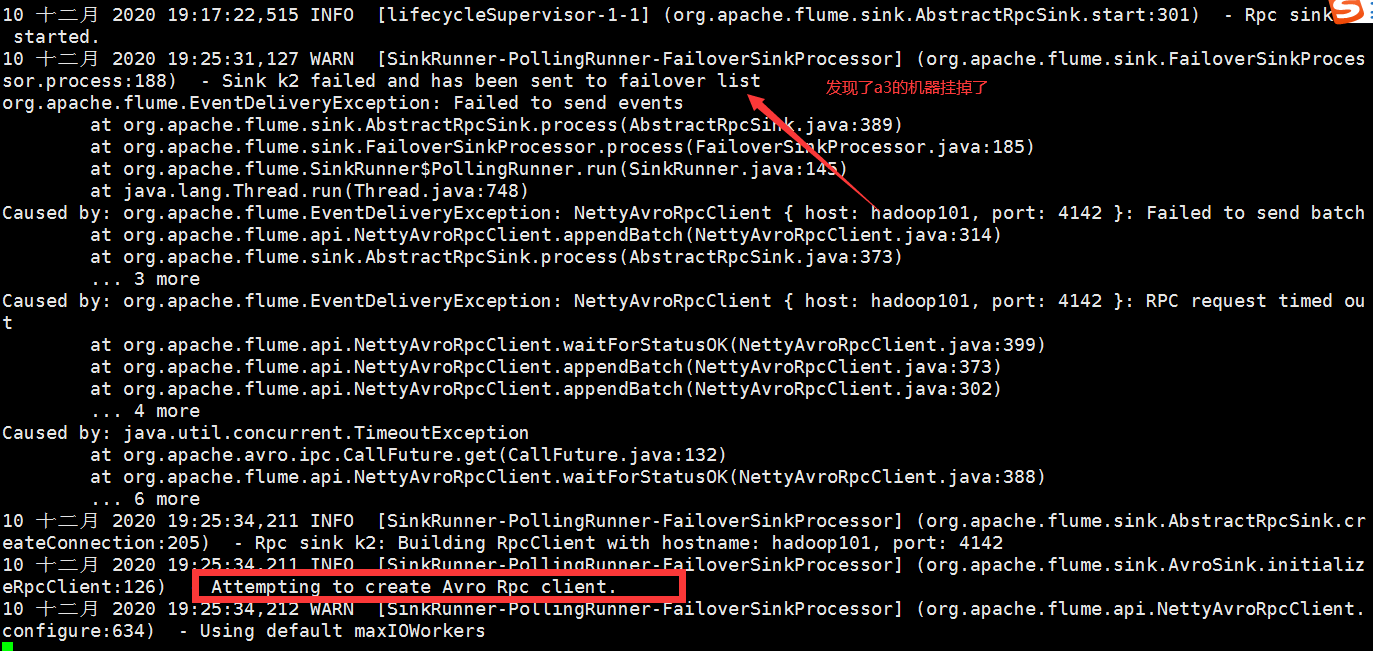 10 十二月 2020 19:17:22,515 INFO  [lifecycleSupervisor-1-1] (org.apache.flume.sink.AbstractRpcSink.start:301)  - Rpc sink
 started.
10 十二月 2020 19:25:31,127 WARN  [SinkRunner-PollingRunner-FailoverSinkProcessor] (org.apache.flume.sink.FailoverSinkProces
sor.process:188)  - Sink k2 failed and has been sent to failover list
发现了a3的机器挂掉了
org.apache.flume.EventDeliveryException: Failed to send events
        at org.apache.flume.sink.AbstractRpcSink.process(AbstractRpcSink.java:389)
        at org.apache.flume.sink.FailoverSinkProcessor.process(FailoverSinkProcessor.java:185)
        at org.apache.flume.SinkRunner$PollingRunner.run(SinkRunner.java:145)
        at java.lang.Thread.run(Thread.java:748)
Caused by: org.apache.flume.EventDeliveryException: NettyAvroRpcClient { host: hadoop101, port: 4142 }: Failed to send batch
        at org.apache.flume.api.NettyAvroRpcClient.appendBatch(NettyAvroRpcClient.java:314)
        at org.apache.flume.sink.AbstractRpcSink.process(AbstractRpcSink.java:373)
        ... 3 more
Caused by: org.apache.flume.EventDeliveryException: NettyAvroRpcClient { host: hadoop101, port: 4142 }: RPC request timed ou
t
        at org.apache.flume.api.NettyAvroRpcClient.waitForStatusOK(NettyAvroRpcClient.java:399)
        at org.apache.flume.api.NettyAvroRpcClient.appendBatch(NettyAvroRpcClient.java:373)
        at org.apache.flume.api.NettyAvroRpcClient.appendBatch(NettyAvroRpcClient.java:302)
        ... 4 more
Caused by: java.util.concurrent.TimeoutException
        at org.apache.avro.ipc.CallFuture.get(CallFuture.java:132)
        at org.apache.flume.api.NettyAvroRpcClient.waitForStatusOK(NettyAvroRpcClient.java:388)
        ... 6 more
10 十二月 2020 19:25:34,211 INFO  [SinkRunner-PollingRunner-FailoverSinkProcessor] (org.apache.flume.sink.AbstractRpcSink.cr
eateConnection:205)  - Rpc sink k2: Building RpcClient with hostname: hadoop101, port: 4142
10 十二月 2020 19:25:34,211 INFO  [SinkRunner-PollingRunner-FailoverSinkProcessor] (org.apache.flume.sink.AvroSink.initializ
eRpcClient:126)    Attempting to create Avro Rpc client.
10 十二月 2020 19:25:34,212 WARN  [SinkRunner-PollingRunner-FailoverSinkProcessor] (org.apache.flume.api.NettyAvroRpcClient.
configure:634)  - Using default maxIOWorkers